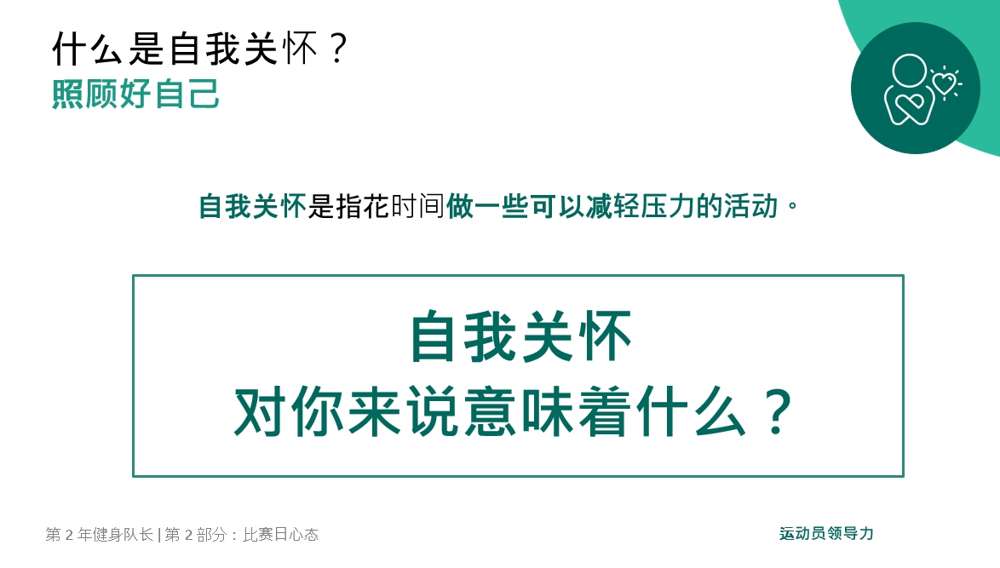 什么是自我关怀？
照顾好自己
自我关怀是指花时间做一些可以减轻压力的活动。
自我关怀
对你来说意味着什么？
第 2 年健身队长 | 第 2 部分：比赛日心态
运动员领导力